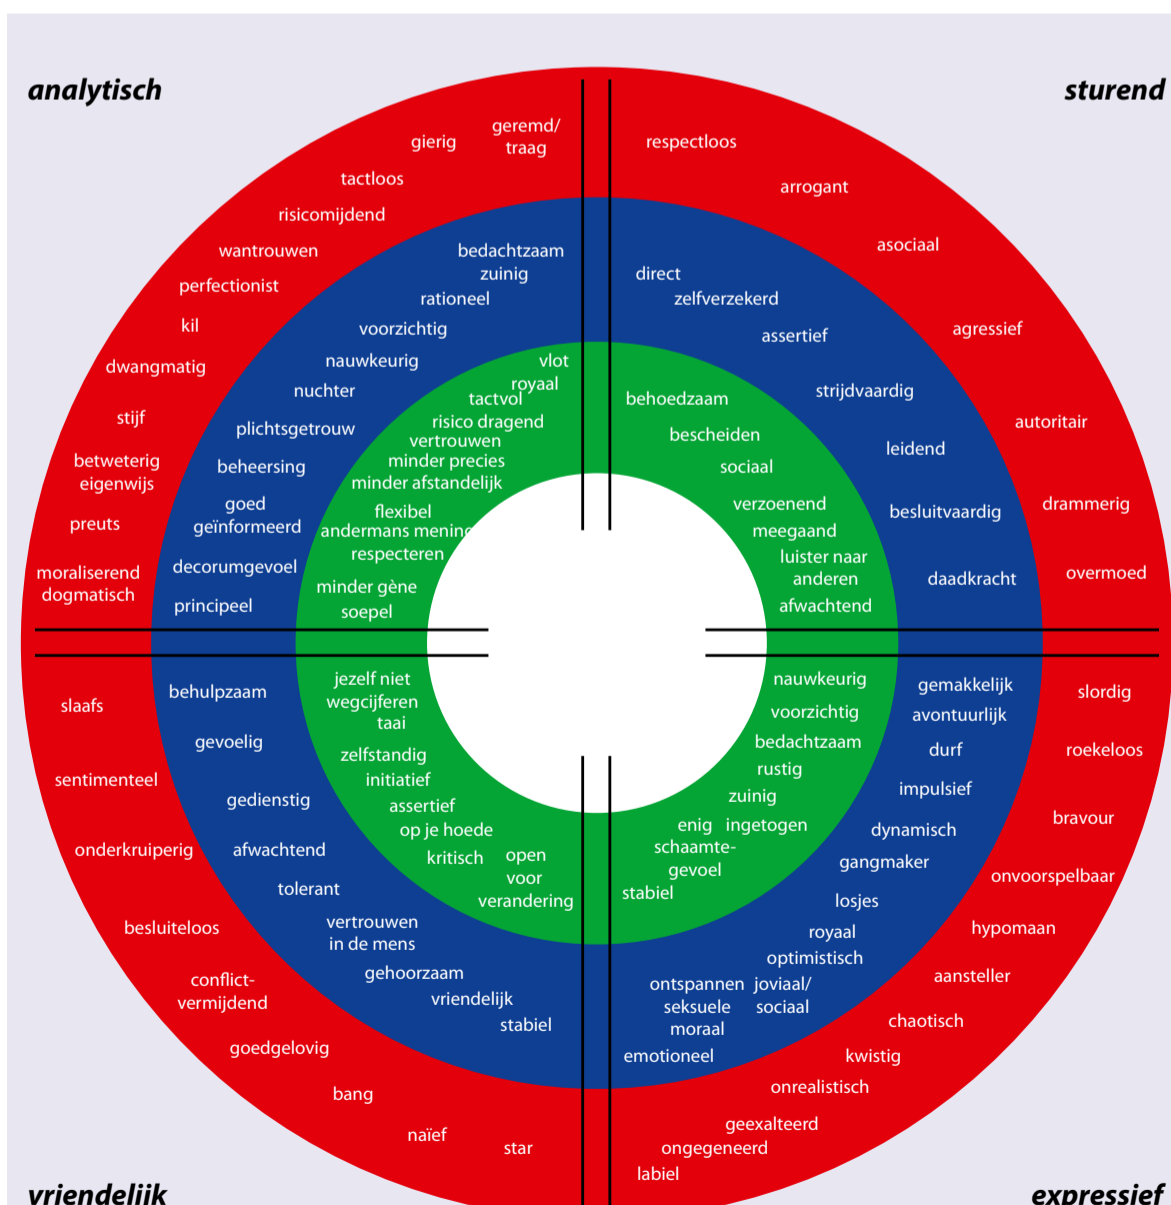 analytisch
sturend
geremd/
traag
gierig
tactloos
risicomijdend
wantrouwen
perfectionist
kil
dwangmatig
stijf
betweterig
eigenwijs
preuts
moraliserend
dogmatisch
bedachtzaam
zuinig
rationeel
voorzichtig
nauwkeurig
nuchter
plichtsgetrouw
beheersing
goed
geïnformeerd
decorumgevoel
principeel
vlot
royaal
tactvol
risico dragend
vertrouwen
minder precies
minder afstandelijk
flexibel
andermans mening
respecteren
minder gène
soepel
respectloos
arrogant
asociaal
agressief
autoritair
drammerig
overmoed
direct
zelfverzekerd
assertief
strijdvaardig
leidend
besluitvaardig
daadkracht
behoedzaam
bescheiden
sociaal
verzoenend
meegaand
luister naar
anderen
afwachtend
slaafs
sentimenteel
onderkruiperig
besluiteloos
conflict-
vermijdend
goedgelovig
bang
naïef
star
behulpzaam
gevoelig
gedienstig
afwachtend
tolerant
vertrouwen
in de mens
gehoorzaam
vriendelijk
stabiel
jezelf niet
wegcijferen
taai
zelfstandig
initiatief
assertief
op je hoede
kritisch
open
voor
verandering
nauwkeurig
voorzichtig
bedachtzaam
rustig
zuinig
ingetogen
enig
schaamte-
gevoel
stabiel
gemakkelijk
avontuurlijk
durf
impulsief
dynamisch
gangmaker
losjes
royaal
optimistisch
joviaal/
sociaal
ontspannen
seksuele
moraal
emotioneel
slordig
roekeloos
bravour
onvoorspelbaar
hypomaan
aansteller
chaotisch
kwistig
onrealistisch
geexalteerd
ongegeneerd
labiel
vriendelijk
expressief